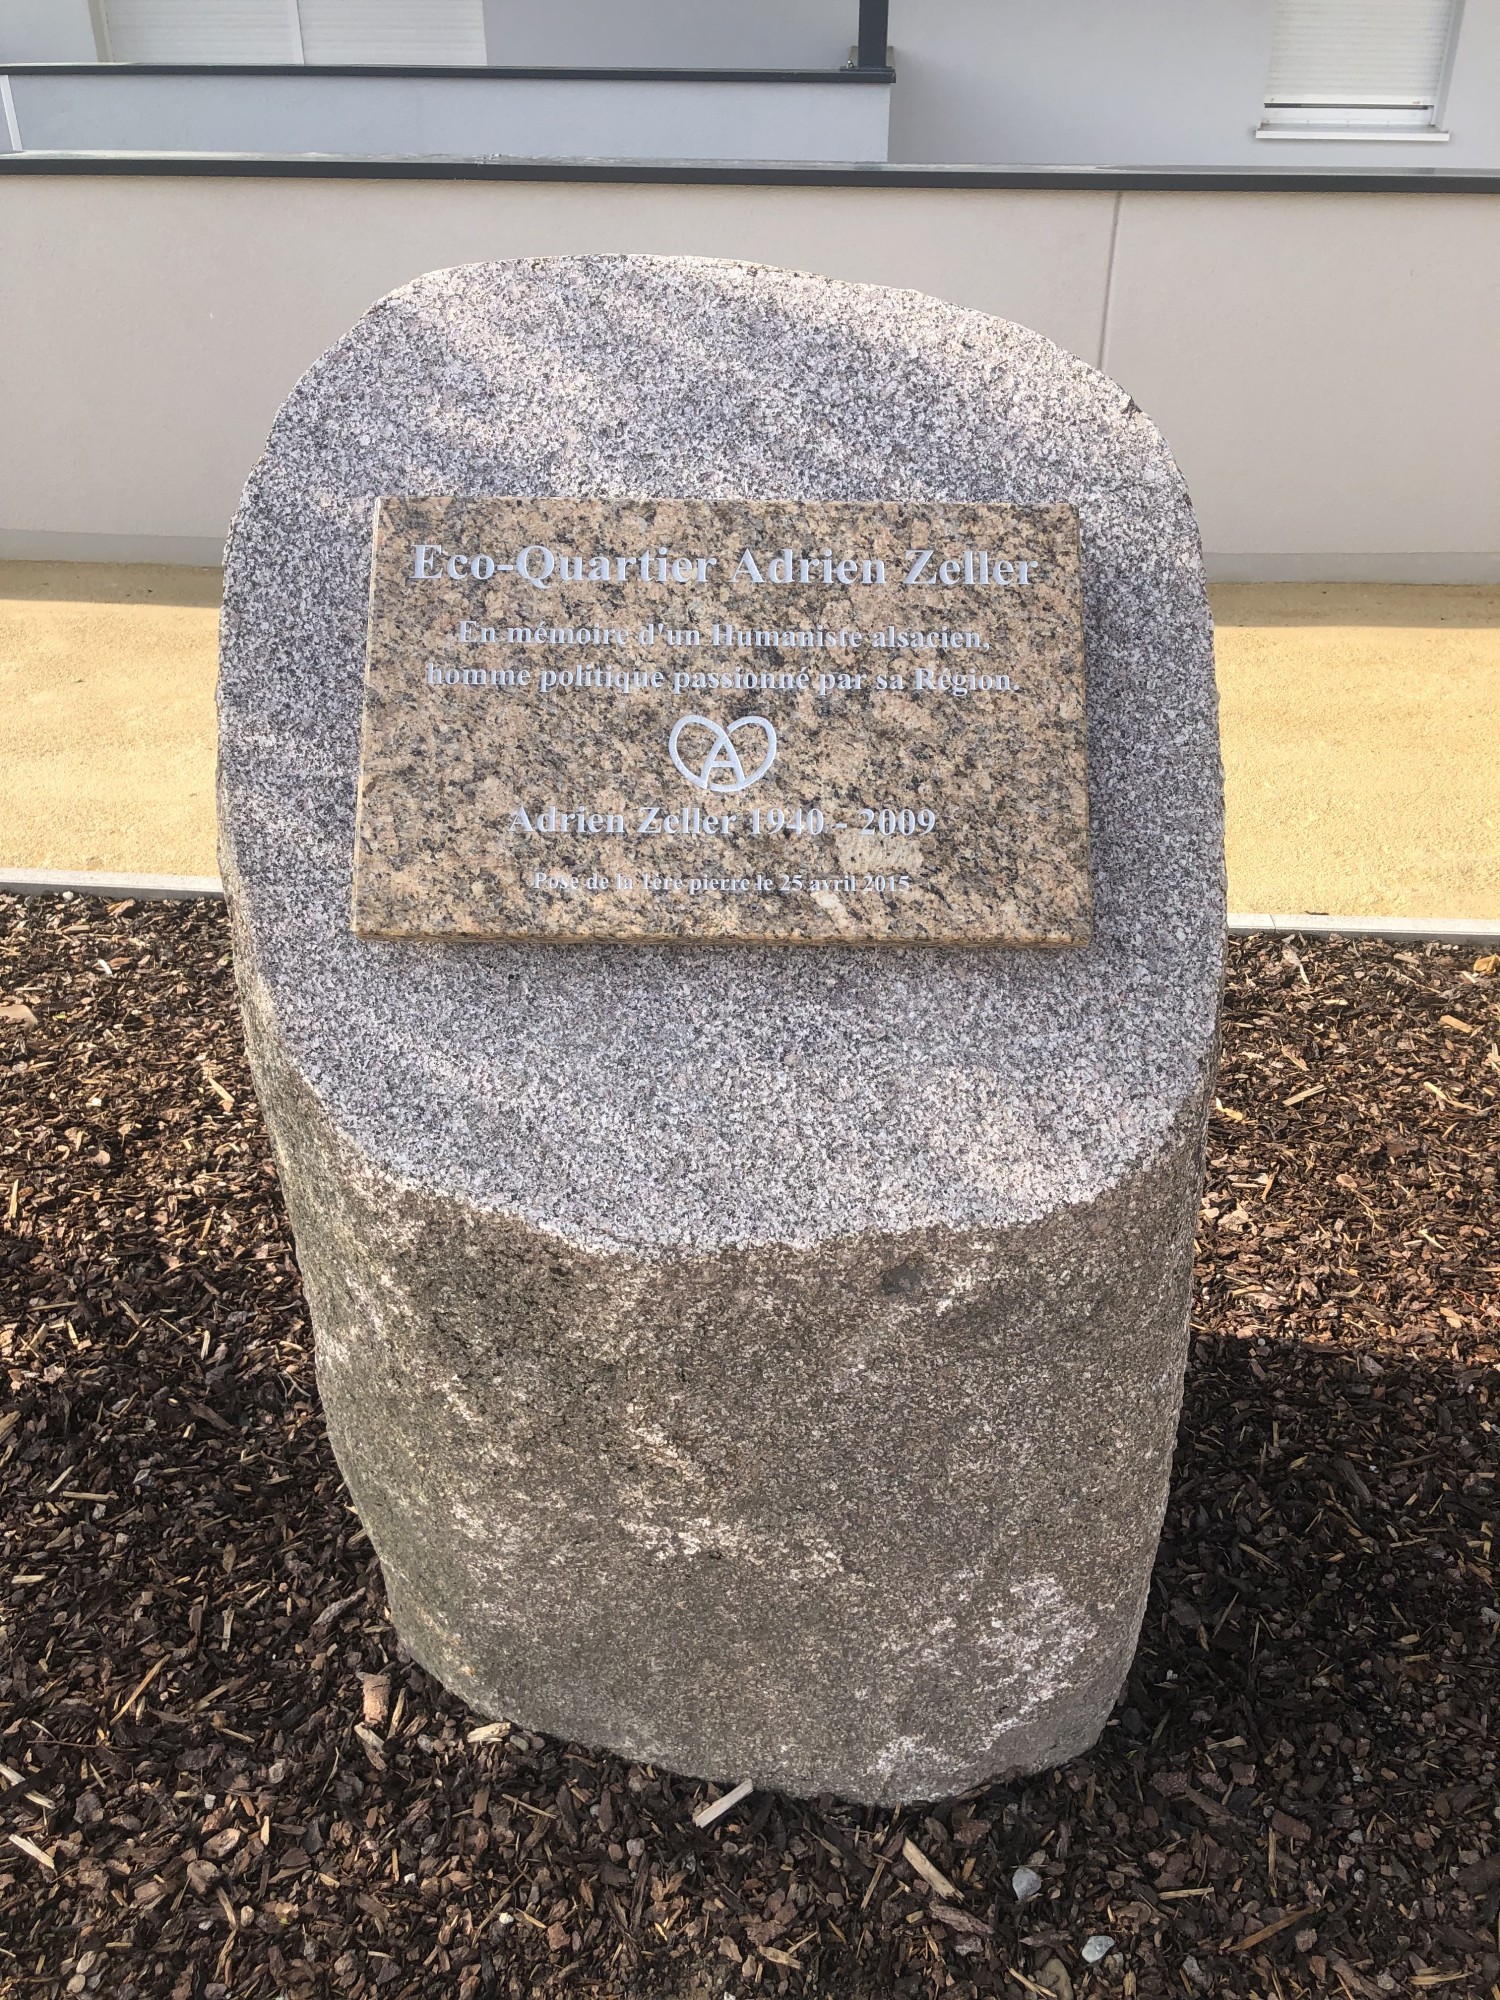 Eco-Quartier Adrien Zeller
En mémoire d'un Humaniste alsacien,
homme politique passionné par sa Région.
A
Adrien Zeller 1940 - 2009
Pose de la 1ère pierre le 25 avril 2015